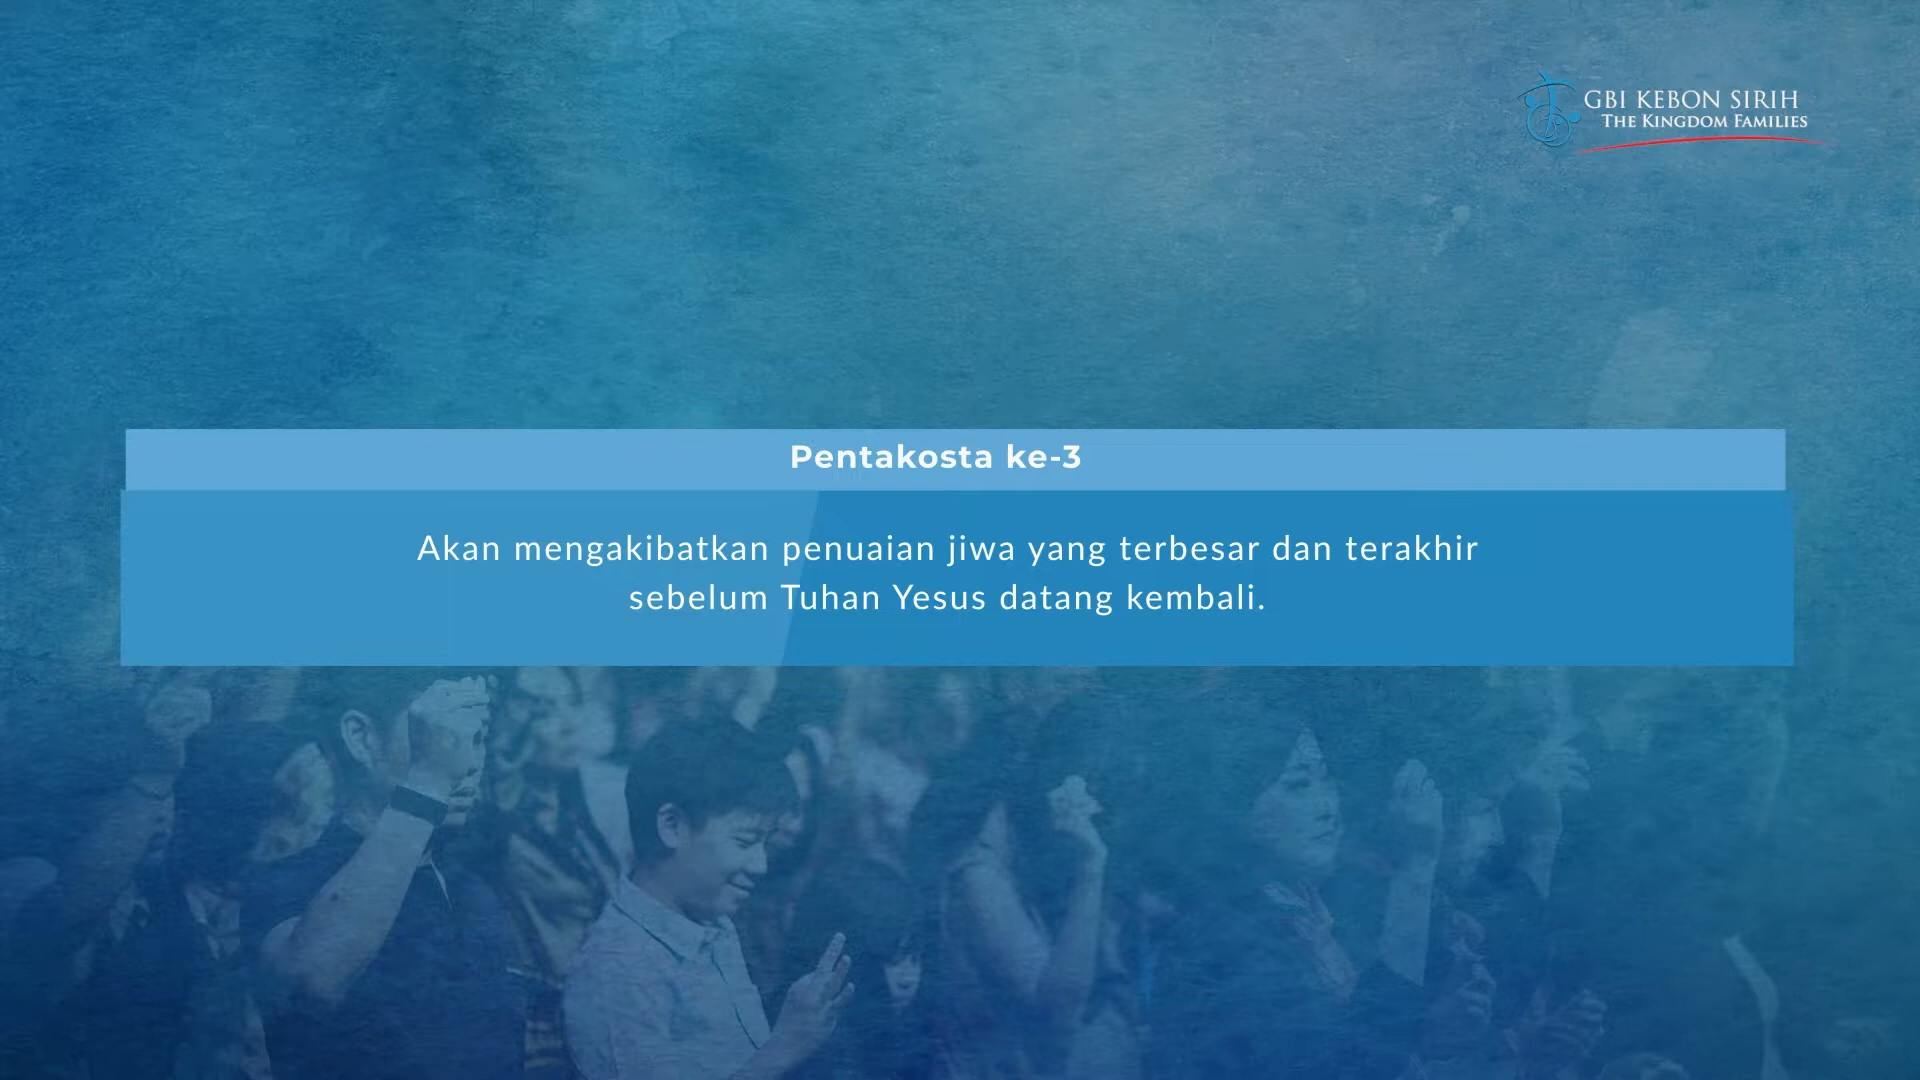 GBI KEBON SIRIH
THE KINGDOM FAMILIES
Pentakosta ke-3
Akan mengakibatkan penuaian jiwa yang terbesar dan terakhir
sebelum Tuhan Yesus datang kembali.